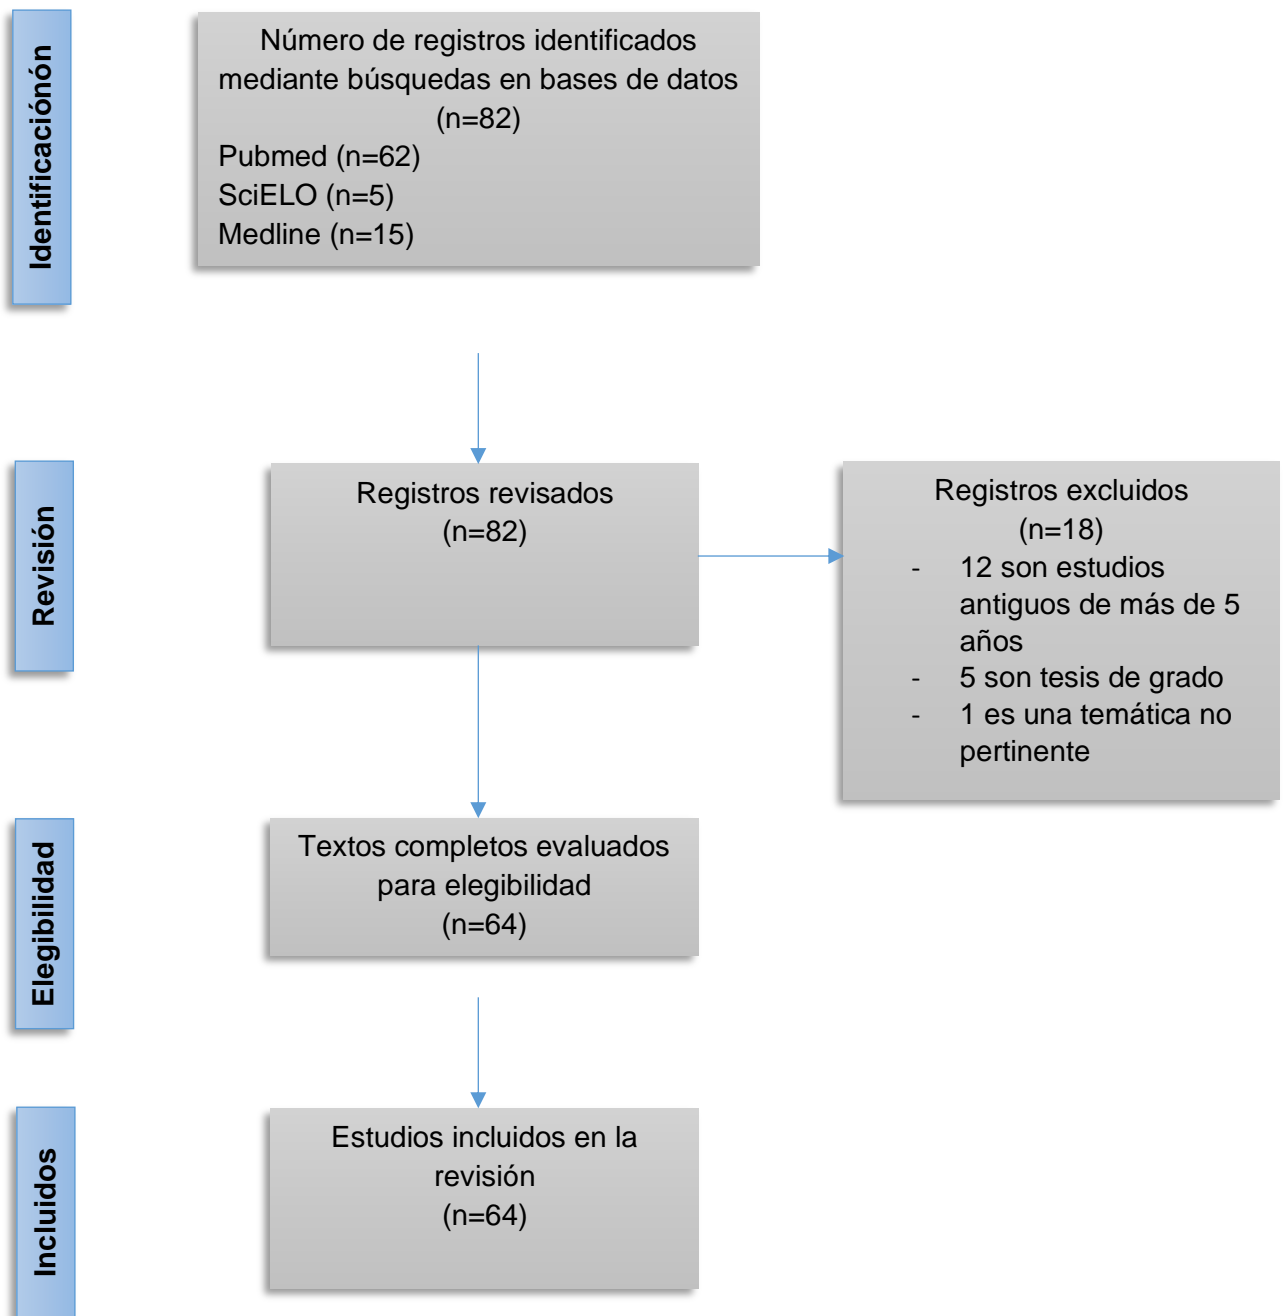 Identificaciónón
Número de registros identificados
mediante búsquedas en bases de datos
(n=82)
Pubmed (n=62)
SciELO (n=5)
Medline (n=15)
Revisión
Registros revisados
(n=82)
Registros excluidos
(n=18)
- 12 son estudios
antiguos de más de 5
años
- 5 son tesis de grado
- 1 es una temática no
pertinente
Elegibilidad
Textos completos evaluados
para elegibilidad
(n=64)
Incluidos
Estudios incluidos en la
revisión
(n=64)